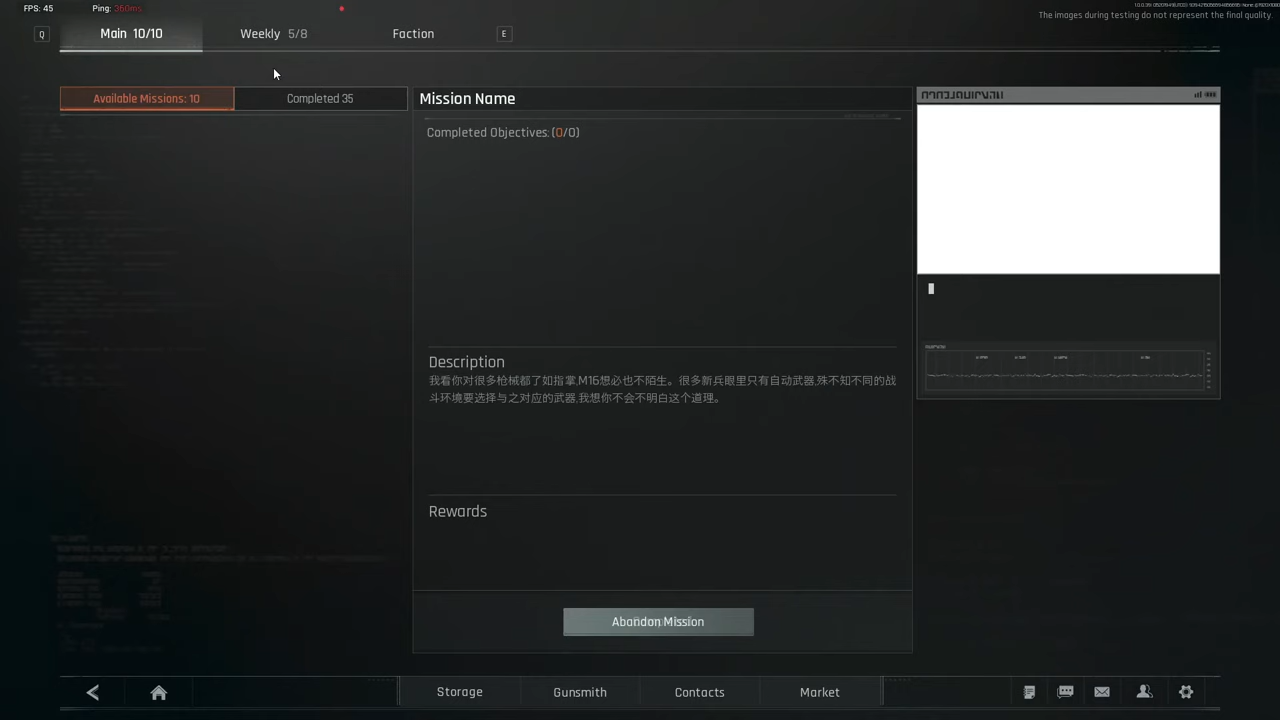 FPS: 45
Ping: 360ms
The images during testing do not represent the final quality
Q
Main 10/10
Weekly 5/8
Faction
E
Available Missions: 10
Completed 35
Mission Name
Completed Objectives: (0/0)
Description
我看你对很多枪械都了如指掌,M16想必也不陌生。很多新兵眼里只有自动武器,殊不知不同的战
斗环境要选择与之对应的武器,我想你不会不明白这个道理。
Rewards
Abandon Mission
Storage
Gunsmith
Contacts
Market